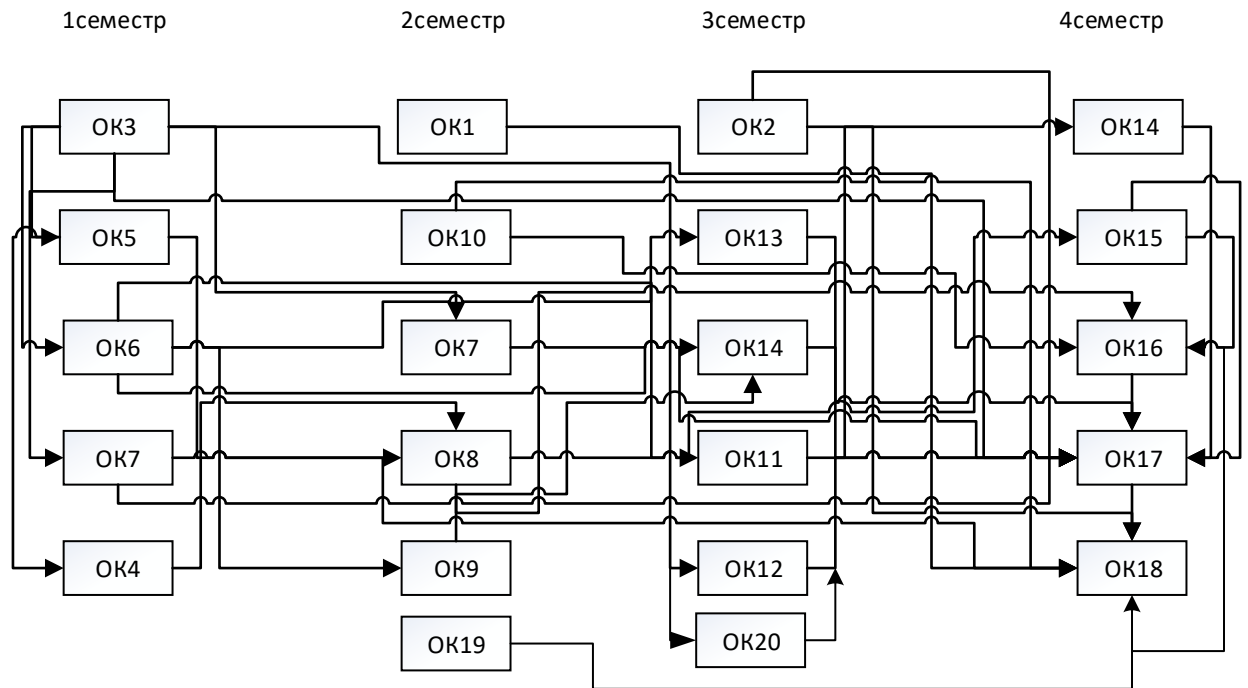 1семестр 2семестр 3семестр 4семестр
ОК3 ОК1 ОК2 ОК14
ОК5 ОК10 ОК13 ОК15
ОК6 ОК7 ОК14 ОК16
ОК7 ОК8 ОК11 ОК17
ОК4 ОК9 ОК12 ОК18
ОК19 ОК20